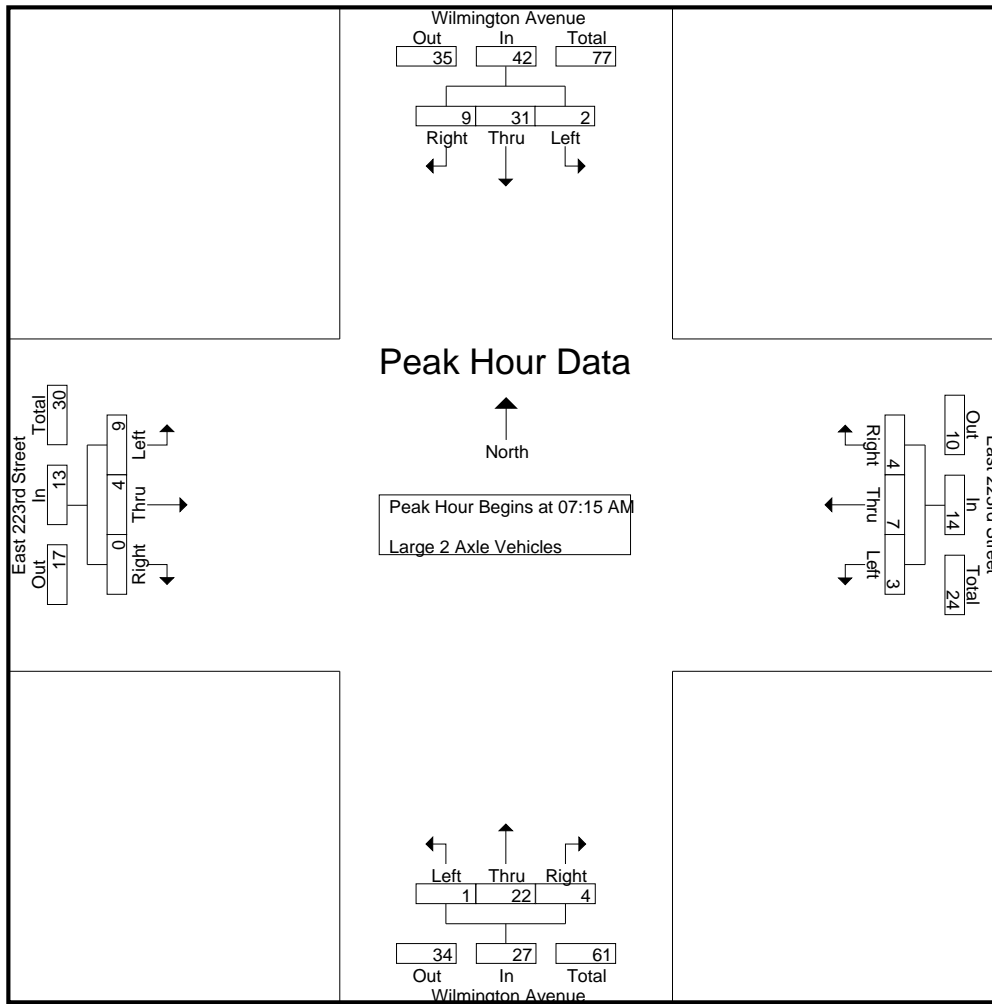 Wilmington Avenue
Out In Total
35 42 77
9 31 2
Right Thru Left
Peak Hour Data
North
Peak Hour Begins at 07:15 AM
Large 2 Axle Vehicles
East 223rd Street
Out In Total
17 13 30
Left Thru Right
9 4 0
East 223rd Street
Out In Total
10 14 24
Right Thru Left
4 7 3
Left Thru Right
1 22 4
34 27 61
Out In Total
Wilmington Avenue